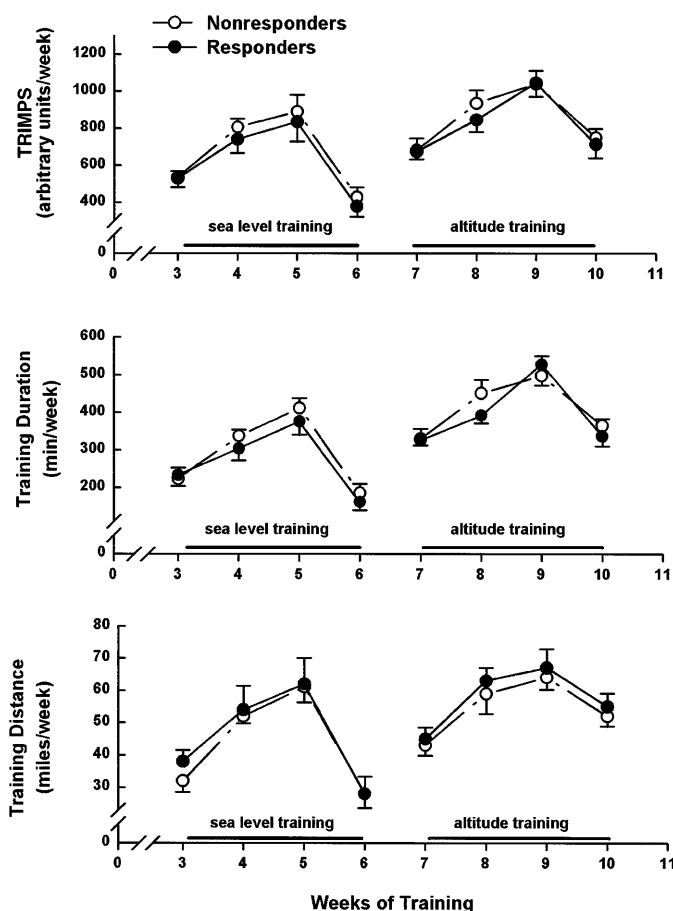 Nonresponders
Responders
TRIMPS
(arbitrary units/week)
1200
1000
800
600
400
0
sea level training
altitude training
0 3 4 5 6 7 8 9 10 11
Training Duration
(min/week)
600
500
400
300
200
0
sea level training
altitude training
0 3 4 5 6 7 8 9 10 11
Training Distance
(miles/week)
80
70
60
50
40
30
0
sea level training
altitude training
0 3 4 5 6 7 8 9 10 11
Weeks of Training